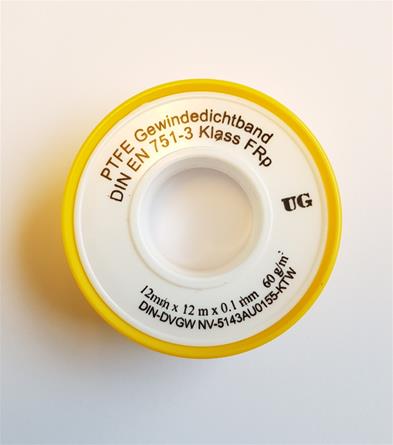 PTFE Gewindedichtband
DIN EN 751-3 Klass FRp
UG
12mm x 12 m x 0.1 mm 60 g/m²
DIN-DVGW NV-5143AU0155-KTW